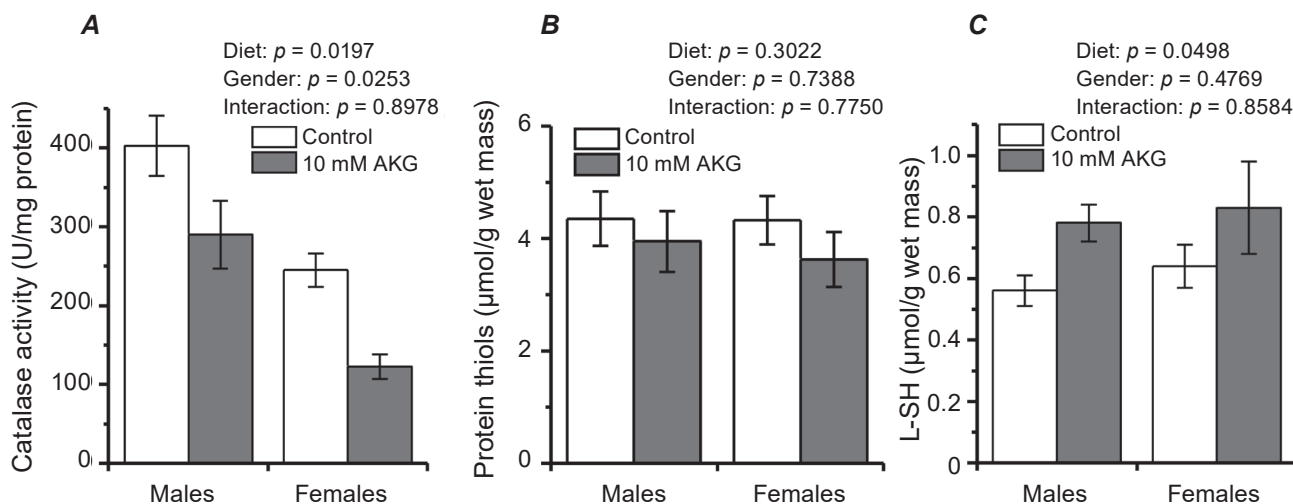 A
Diet: p = 0.0197
Gender: p = 0.0253
Interaction: p = 0.8978
Control
10 mM AKG
Catalase activity (U/mg protein)
400
300
200
100
0
Males Females
B
Diet: p = 0.3022
Gender: p = 0.7388
Interaction: p = 0.7750
Control
10 mM AKG
Protein thiols (μmol/g wet mass)
6
4
2
0
Males Females
C
Diet: p = 0.0498
Gender: p = 0.4769
Interaction: p = 0.8584
Control
10 mM AKG
L-SH (μmol/g wet mass)
1.0
0.8
0.6
0.4
0.2
0
Males Females